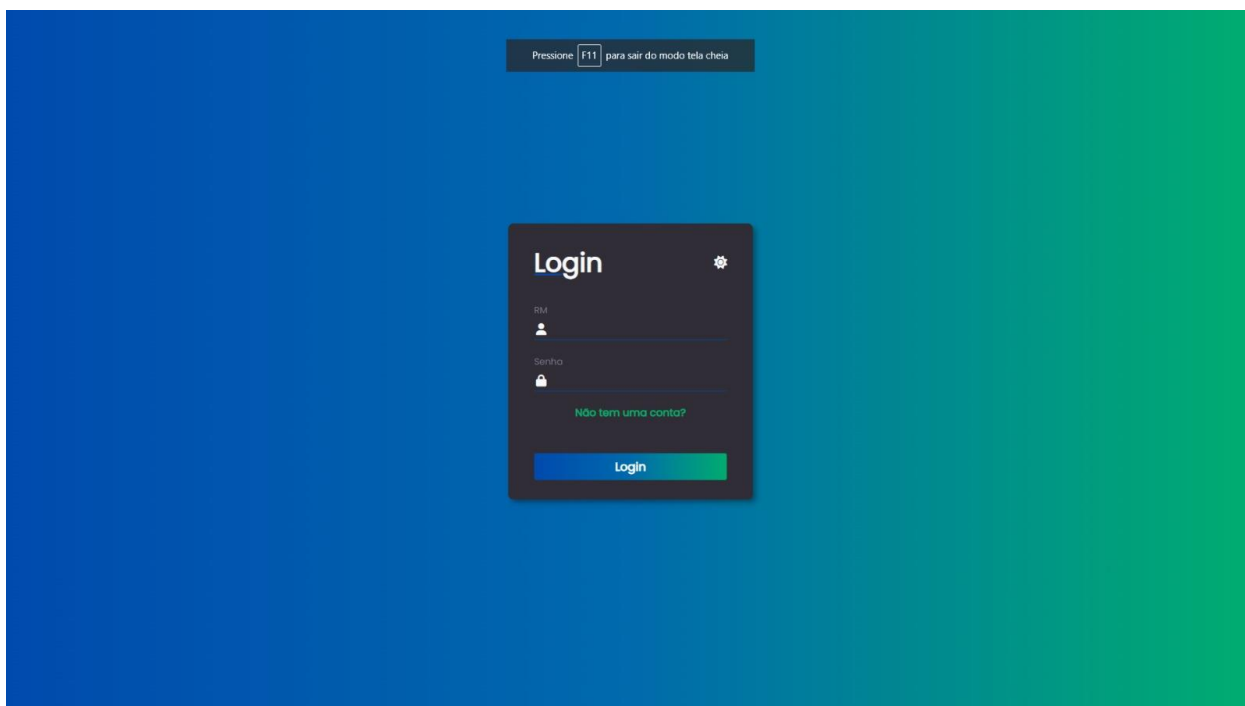 Pressione F11 para sair do modo tela cheia
Login
RM
Senha
Não tem uma conta?
Login